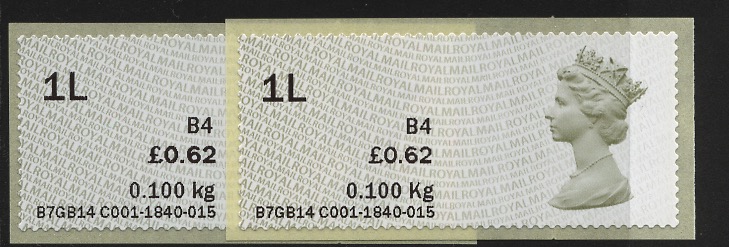 1L
B4
£0.62
0.100 kg
B7GB14 C001-1840-015
1L
B4
£0.62
0.100 Kg
B7GB14 C001-1840-015
ROYALMAILROYALMAILROYALMAIL